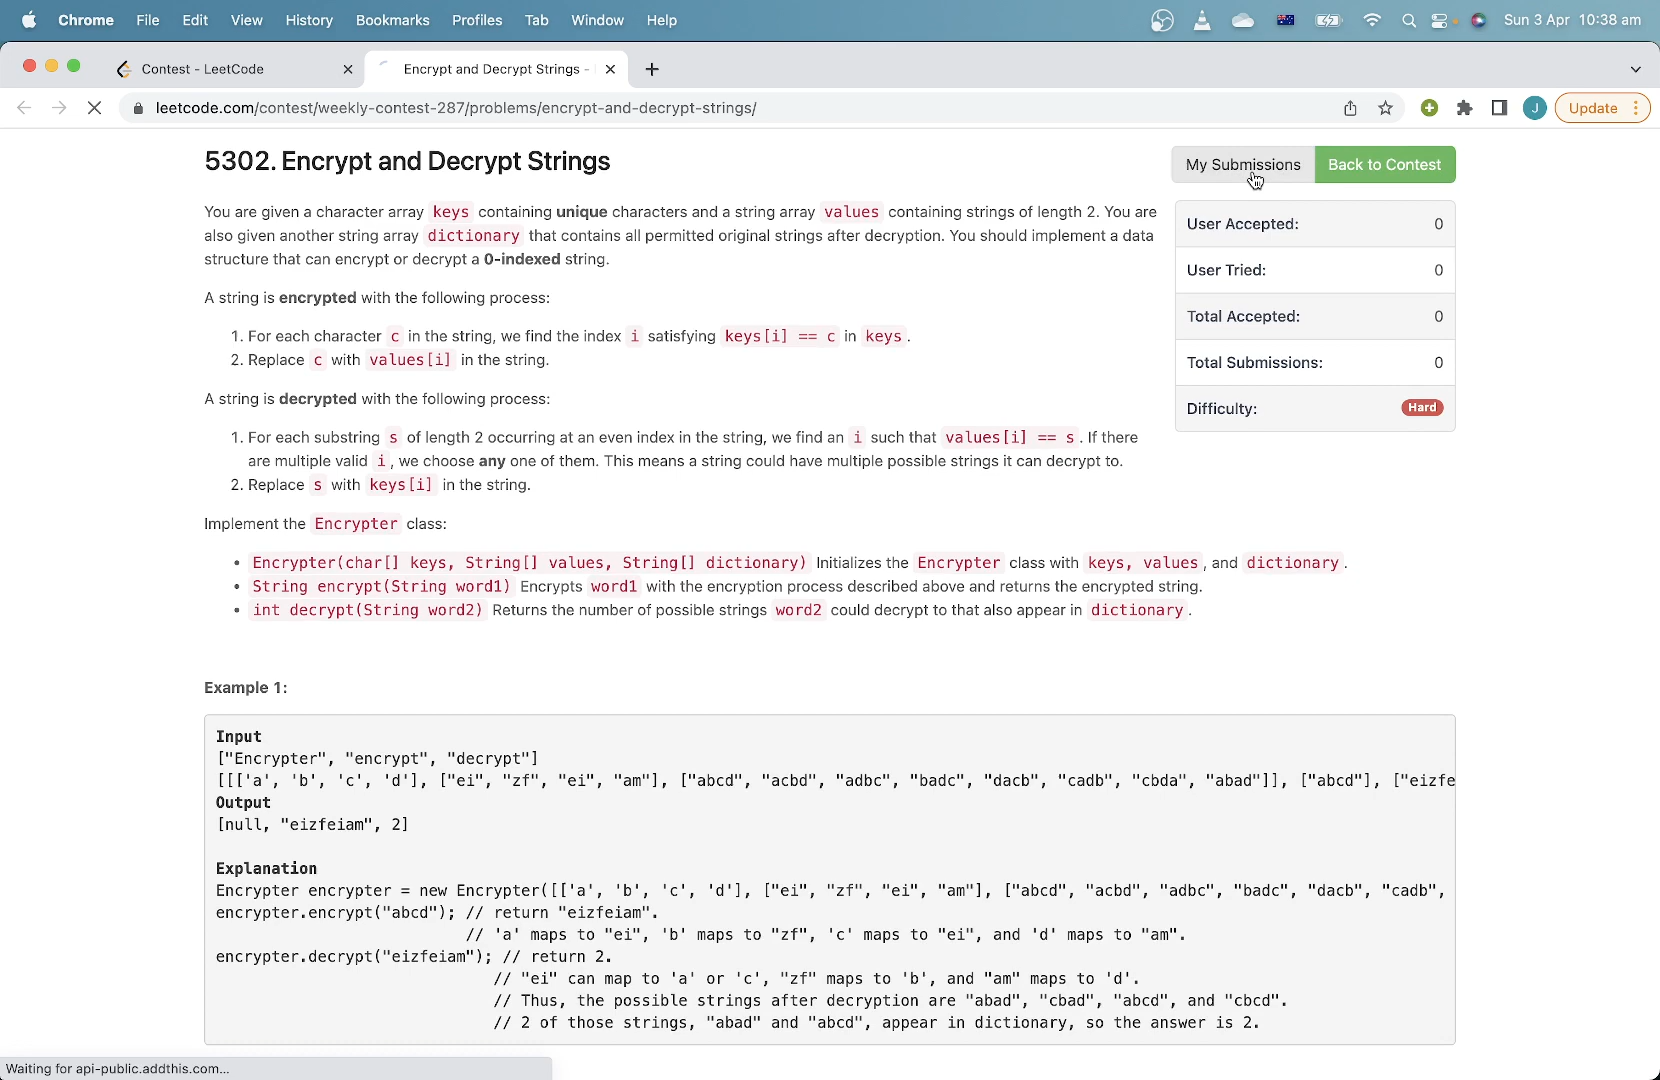 Chrome File Edit View History Bookmarks Profiles Tab Window Help Sun 3 Apr 10:38 am
Contest - LeetCode Encrypt and Decrypt Strings -
leetcode.com/contest/weekly-contest-287/problems/encrypt-and-decrypt-strings/ J Update
5302. Encrypt and Decrypt Strings
My Submissions Back to Contest
You are given a character array keys containing unique characters and a string array values containing strings of length 2. You are
also given another string array dictionary that contains all permitted original strings after decryption. You should implement a data
structure that can encrypt or decrypt a 0-indexed string.
A string is encrypted with the following process:
1. For each character c in the string, we find the index i satisfying keys[i] == c in keys.
2. Replace c with values[i] in the string.
A string is decrypted with the following process:
1. For each substring s of length 2 occurring at an even index in the string, we find an i such that values[i] == s. If there
are multiple valid i, we choose any one of them. This means a string could have multiple possible strings it can decrypt to.
2. Replace s with keys[i] in the string.
Implement the Encrypter class:
• Encrypter(char[] keys, String[] values, String[] dictionary) Initializes the Encrypter class with keys, values, and dictionary.
• String encrypt(String word1) Encrypts word1 with the encryption process described above and returns the encrypted string.
• int decrypt(String word2) Returns the number of possible strings word2 could decrypt to that also appear in dictionary.
User Accepted: 0
User Tried: 0
Total Accepted: 0
Total Submissions: 0
Difficulty: Hard
Example 1:
Input
["Encrypter", "encrypt", "decrypt"]
[[['a', 'b', 'c', 'd'], ["ei", "zf", "ei", "am"], ["abcd", "acbd", "adbc", "badc", "dacb", "cadb", "cbda", "abad"]], ["abcd"], ["eizfe
Output
[null, "eizfeiam", 2]
Explanation
Encrypter encrypter = new Encrypter([['a', 'b', 'c', 'd'], ["ei", "zf", "ei", "am"], ["abcd", "acbd", "adbc", "badc", "dacb", "cadb",
encrypter.encrypt("abcd"); // return "eizfeiam".
// 'a' maps to "ei", 'b' maps to "zf", 'c' maps to "ei", and 'd' maps to "am".
encrypter.decrypt("eizfeiam"); // return 2.
// "ei" can map to 'a' or 'c', "zf" maps to 'b', and "am" maps to 'd'.
// Thus, the possible strings after decryption are "abad", "cbad", "abcd", and "cbcd".
// 2 of those strings, "abad" and "abcd", appear in dictionary, so the answer is 2.
Waiting for api-public.addthis.com...